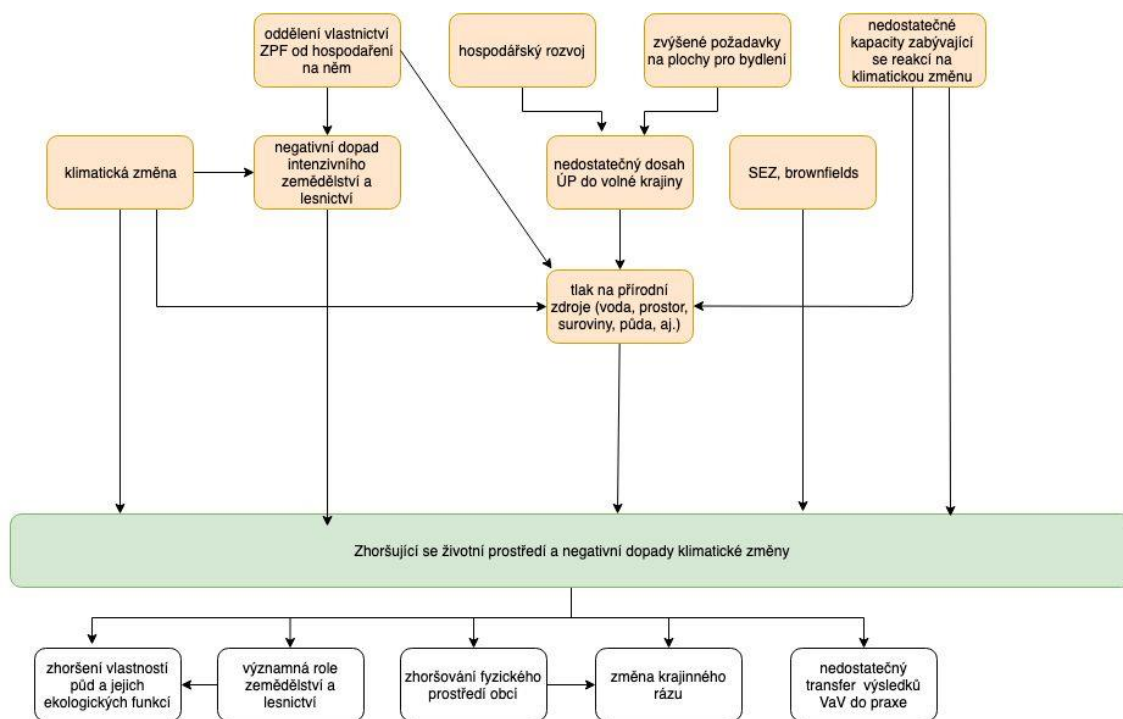 oddělení vlastnictví
ZPF od hospodaření
na něm
hospodářský rozvoj
zvýšené požadavky
na plochy pro bydlení
nedostatečné
kapacity zabývající
se reakcí na
klimatickou změnu
klimatická změna
negativní dopad
intenzivního
zemědělství a
lesnictví
nedostatečný dosah
ÚP do volné krajiny
SEZ, brownfields
tlak na přírodní
zdroje (voda, prostor,
suroviny, půda, aj.)
Zhoršující se životní prostředí a negativní dopady klimatické změny
zhoršení vlastností
půd a jejich
ekologických funkcí
významná role
zemědělství a
lesnictví
zhoršování fyzického
prostředí obcí
změna krajinného
rázu
nedostatečný
transfer výsledků
VaV do praxe